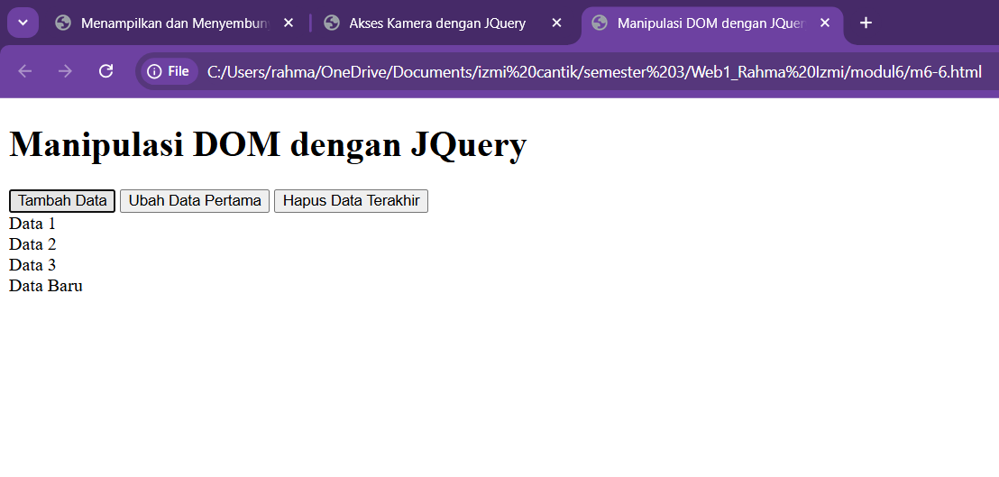 Menampilkan dan Menyembun
Akses Kamera dengan JQuery
Manipulasi DOM dengan JQuer
File
C:/Users/rahma/OneDrive/Documents/izmi%20cantik/semester%203/Web1_Rahma%20Izmi/modul6/m6-6.html
Manipulasi DOM dengan JQuery
Tambah Data Ubah Data Pertama Hapus Data Terakhir
Data 1
Data 2
Data 3
Data Baru